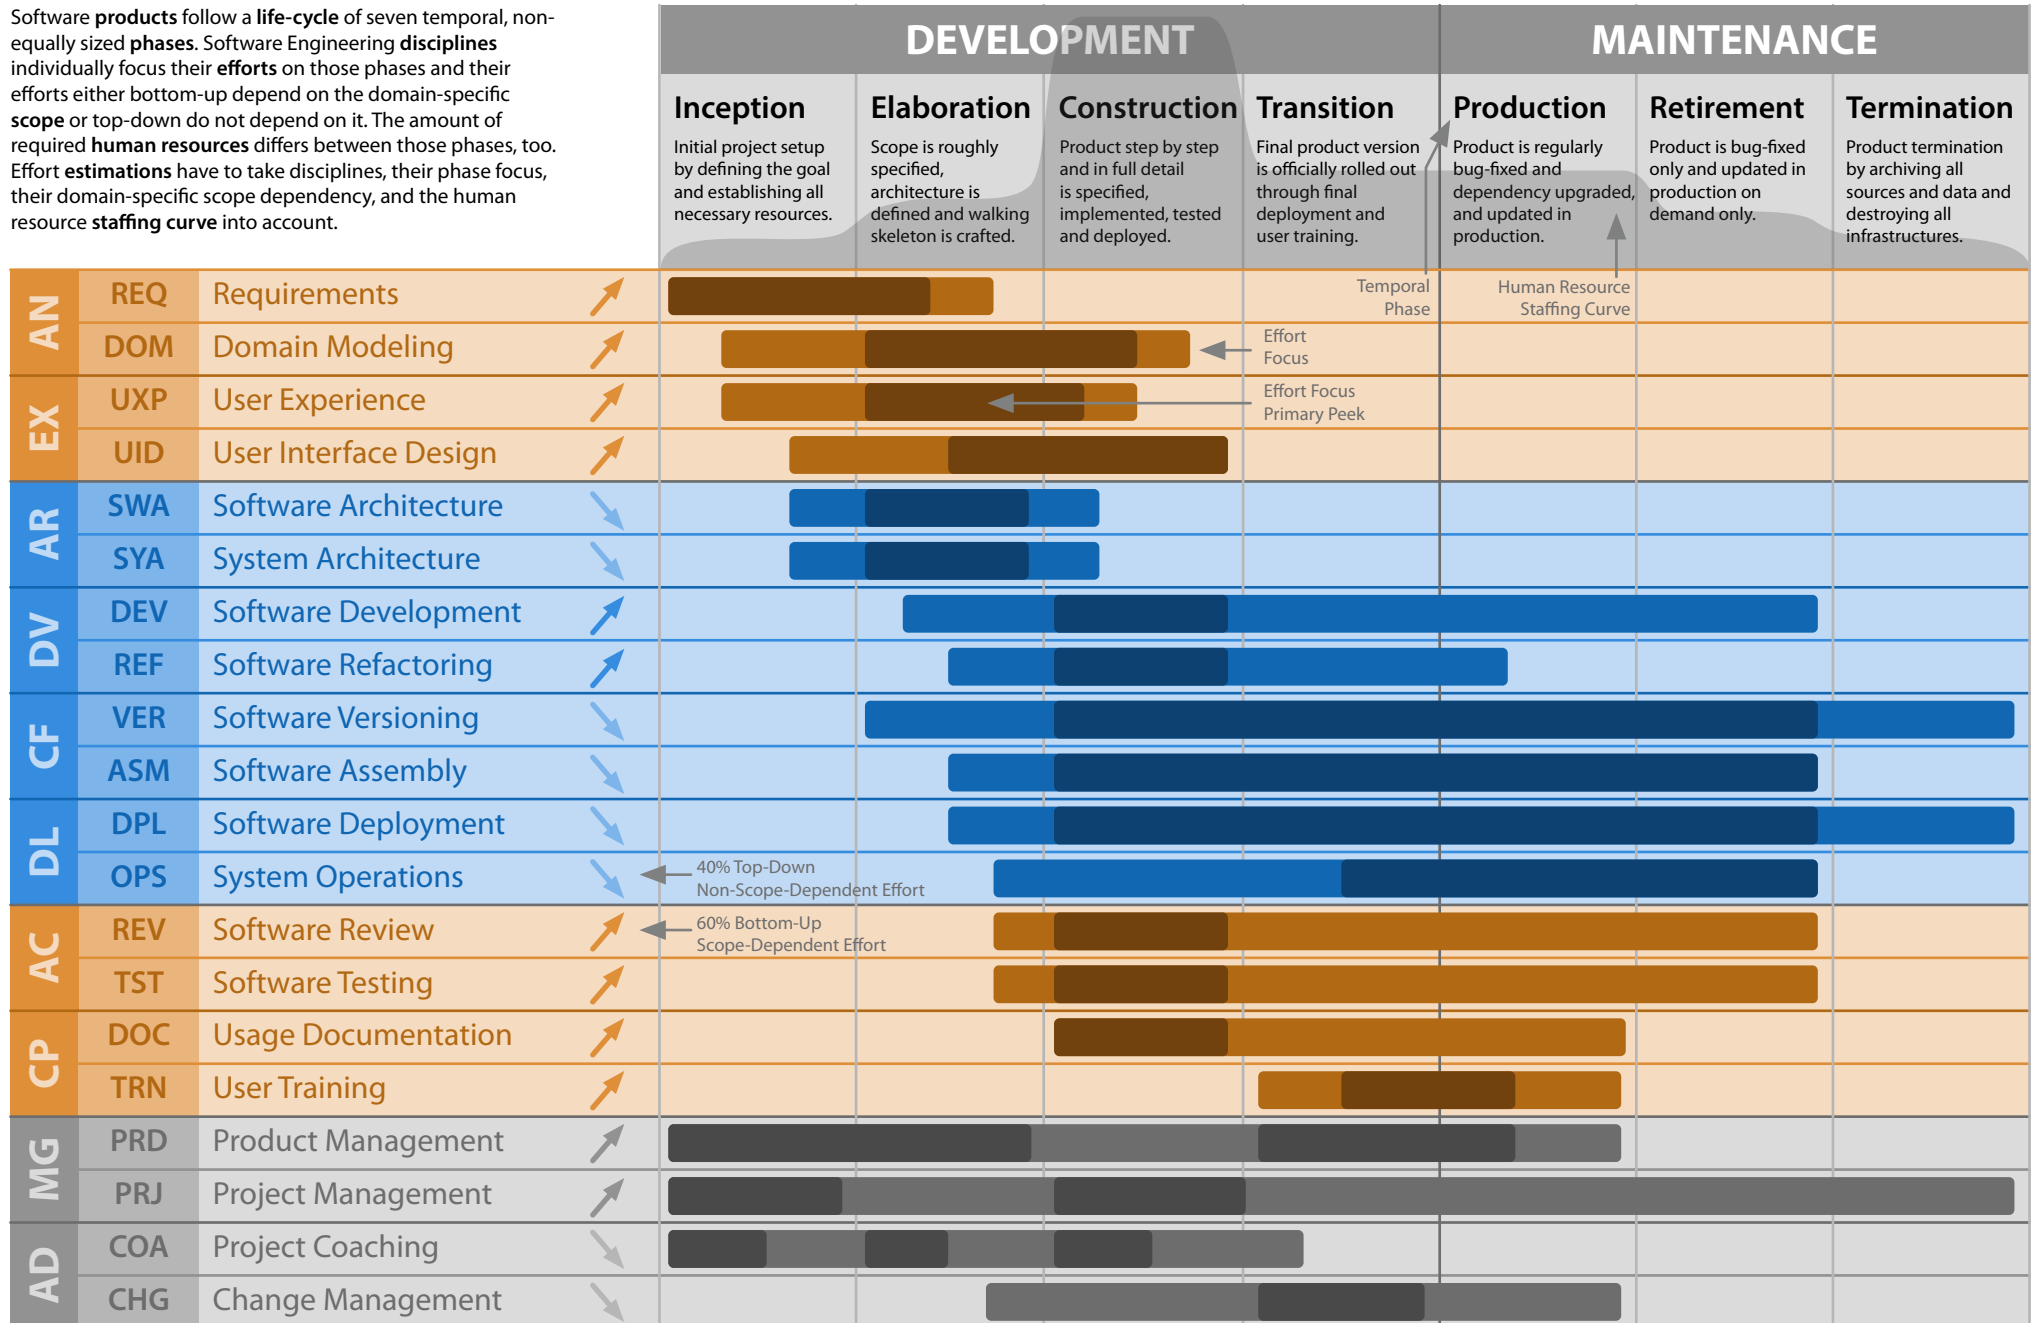 Software products follow a life-cycle of seven temporal, non-
equally sized phases. Software Engineering disciplines
individually focus their efforts on those phases and their
efforts either bottom-up depend on the domain-specific
scope or top-down do not depend on it. The amount of
required human resources differs between those phases, too.
Effort estimations have to take disciplines, their phase focus,
their domain-specific scope dependency, and the human
resource staffing curve into account.
DEVELOPMENT
MAINTENANCE
Inception
Initial project setup
by defining the goal
and establishing all
necessary resources.
Elaboration
Scope is roughly
specified,
architecture is
defined and walking
skeleton is crafted.
Construction
Product step by step
and in full detail
is specified,
implemented, tested
and deployed.
Transition
Final product version
is officially rolled out
through final
deployment and
user training.
Production
Product is regularly
bug-fixed and
dependency upgraded,
and updated in
production.
Retirement
Product is bug-fixed
only and updated in
production on
demand only.
Termination
Product termination
by archiving all
sources and data and
destroying all
infrastructures.
AN
REQ Requirements
Temporal
Phase
Human Resource
Staffing Curve
DOM Domain Modeling
Effort
Focus
EX
UXP User Experience
Effort Focus
Primary Peek
UID User Interface Design
AR
SWA Software Architecture
SYA System Architecture
DV
DEV Software Development
REF Software Refactoring
CF
VER Software Versioning
ASM Software Assembly
DL
DPL Software Deployment
OPS System Operations
40% Top-Down
Non-Scope-Dependent Effort
AC
REV Software Review
60% Bottom-Up
Scope-Dependent Effort
TST Software Testing
CP
DOC Usage Documentation
TRN User Training
MG
PRD Product Management
PRJ Project Management
AD
COA Project Coaching
CHG Change Management